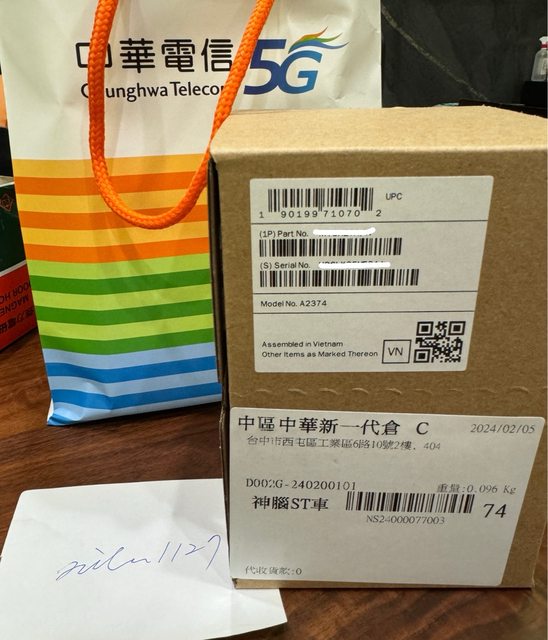 中華電信 5G
Chunghwa Telecom
UPC
1 90199 71070 2
(1P) Part No.
(S) Serial No.
Model No. A2374
Assembled in Vietnam
Other Items as Marked Thereon
VN
中區中華新一代倉 C 2024/02/05
台中市西屯區工業區6路10號2樓, 404
D002G-240200101 重量:0.096 Kg
神腦ST車 74
NS24000077003
代收貨款:0